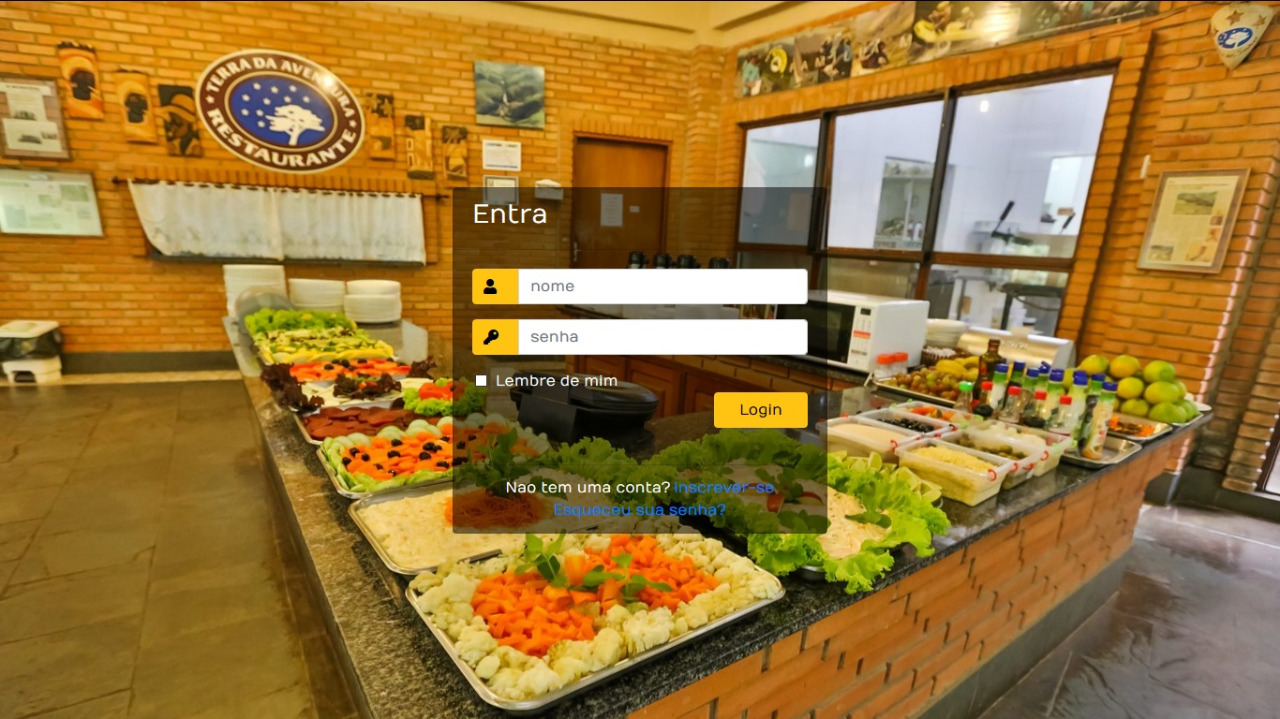 TERRA DA AVENTURA
RESTAURANTE
Entra
nome
senha
Lembre de mim
Login
Nao tem uma conta? Inscrever-se
Esqueceu sua senha?